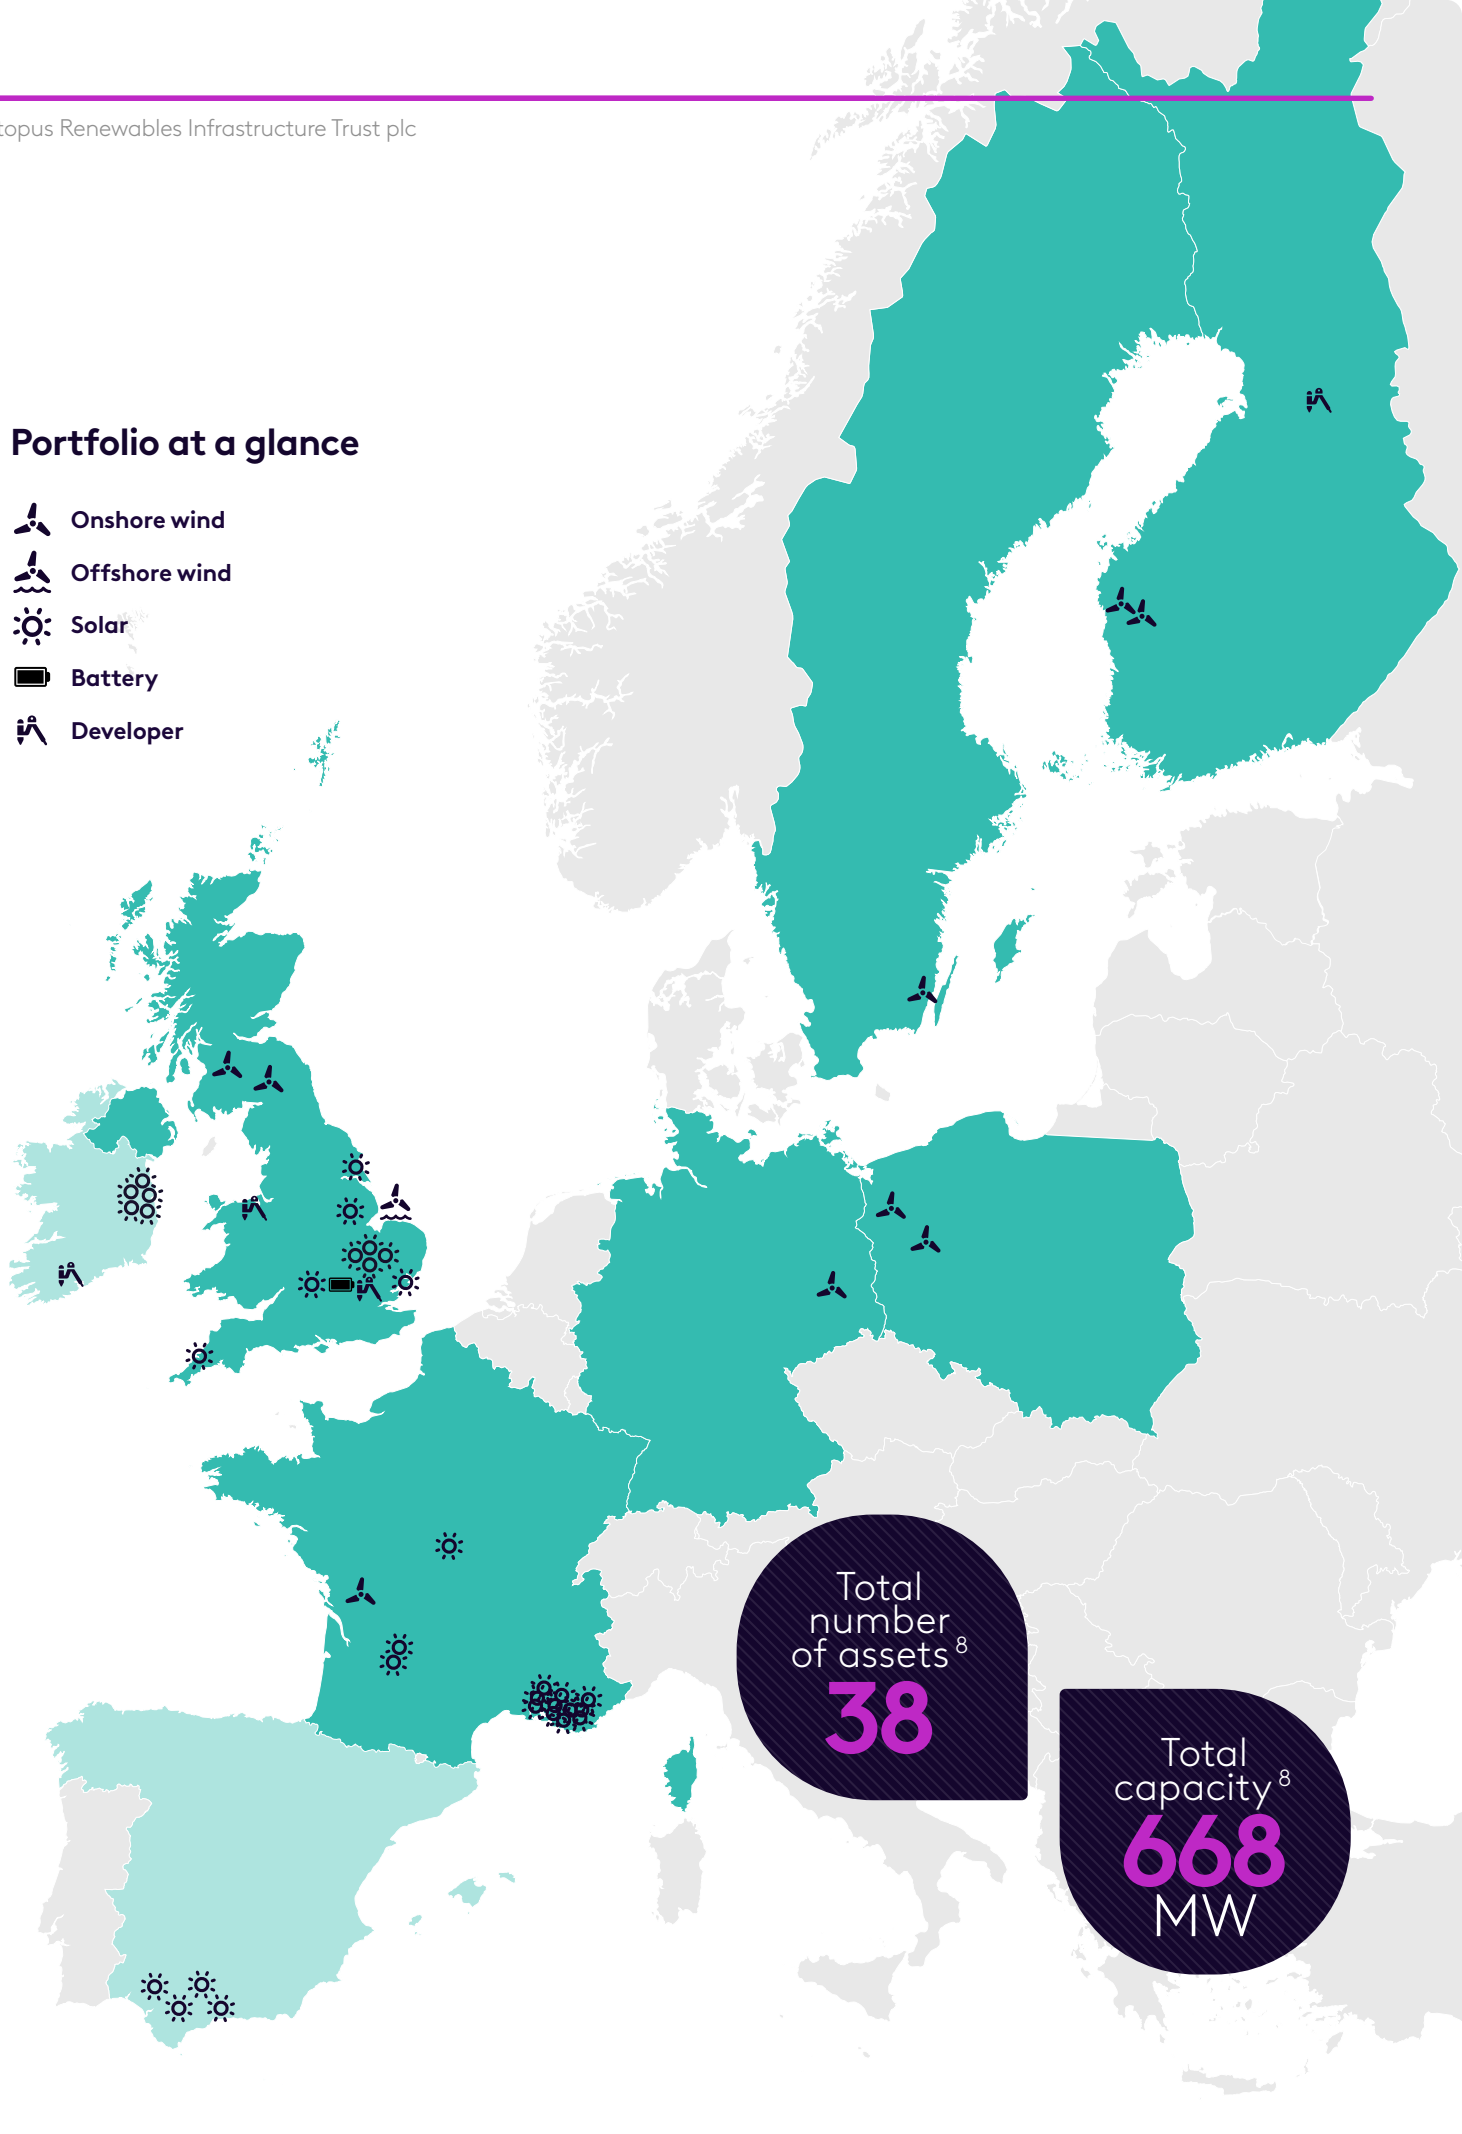 topus Renewables Infrastructure Trust plc
Portfolio at a glance
Onshore wind
Offshore wind
Solar
Battery
Developer
Total
number
of assets 8
38
Total
capacity 8
668
MW